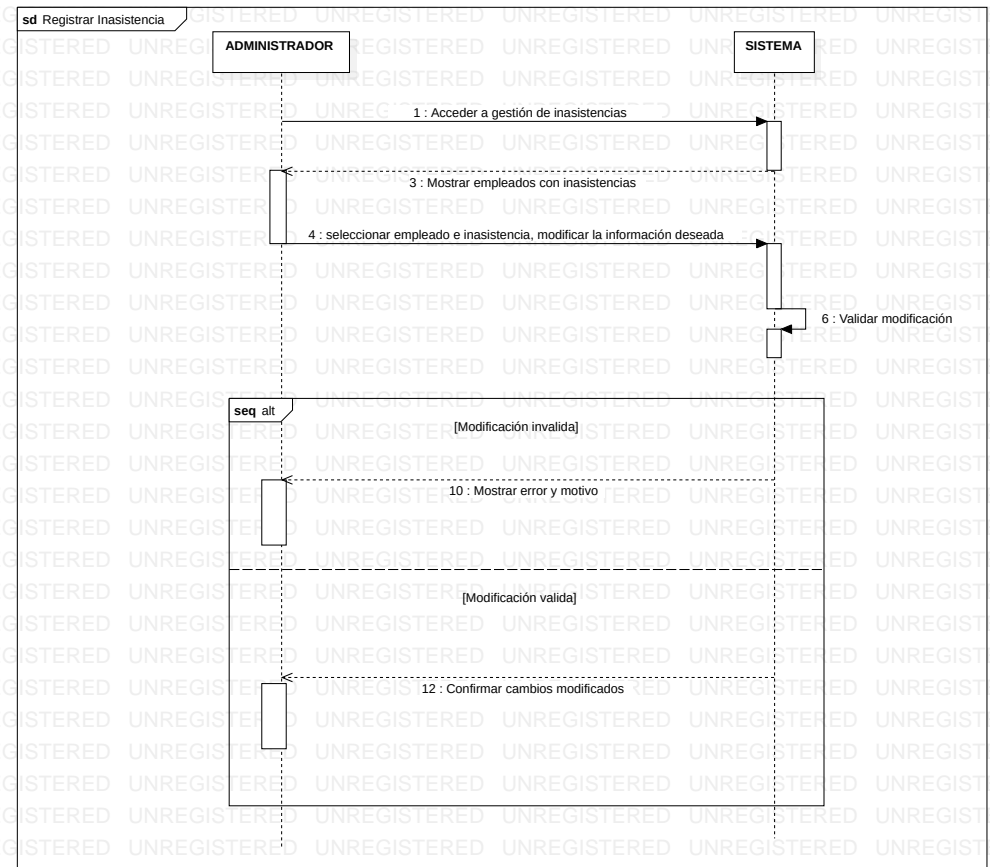 sd Registrar Inasistencia
ADMINISTRADOR
SISTEMA
1 : Acceder a gestión de inasistencias
3 : Mostrar empleados con inasistencias
4 : seleccionar empleado e inasistencia, modificar la información deseada
6 : Validar modificación
seq alt
[Modificación invalida]
10 : Mostrar error y motivo
[Modificación valida]
12 : Confirmar cambios modificados
UNREGISTERED